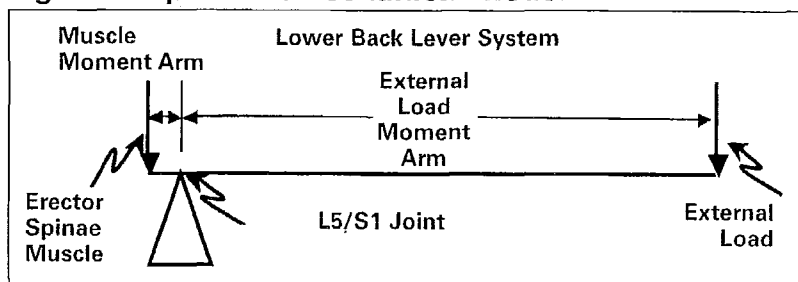 Muscle
Moment Arm
Lower Back Lever System
External
Load
Moment
Arm
Erector
Spinae
Muscle
L5/S1 Joint
External
Load